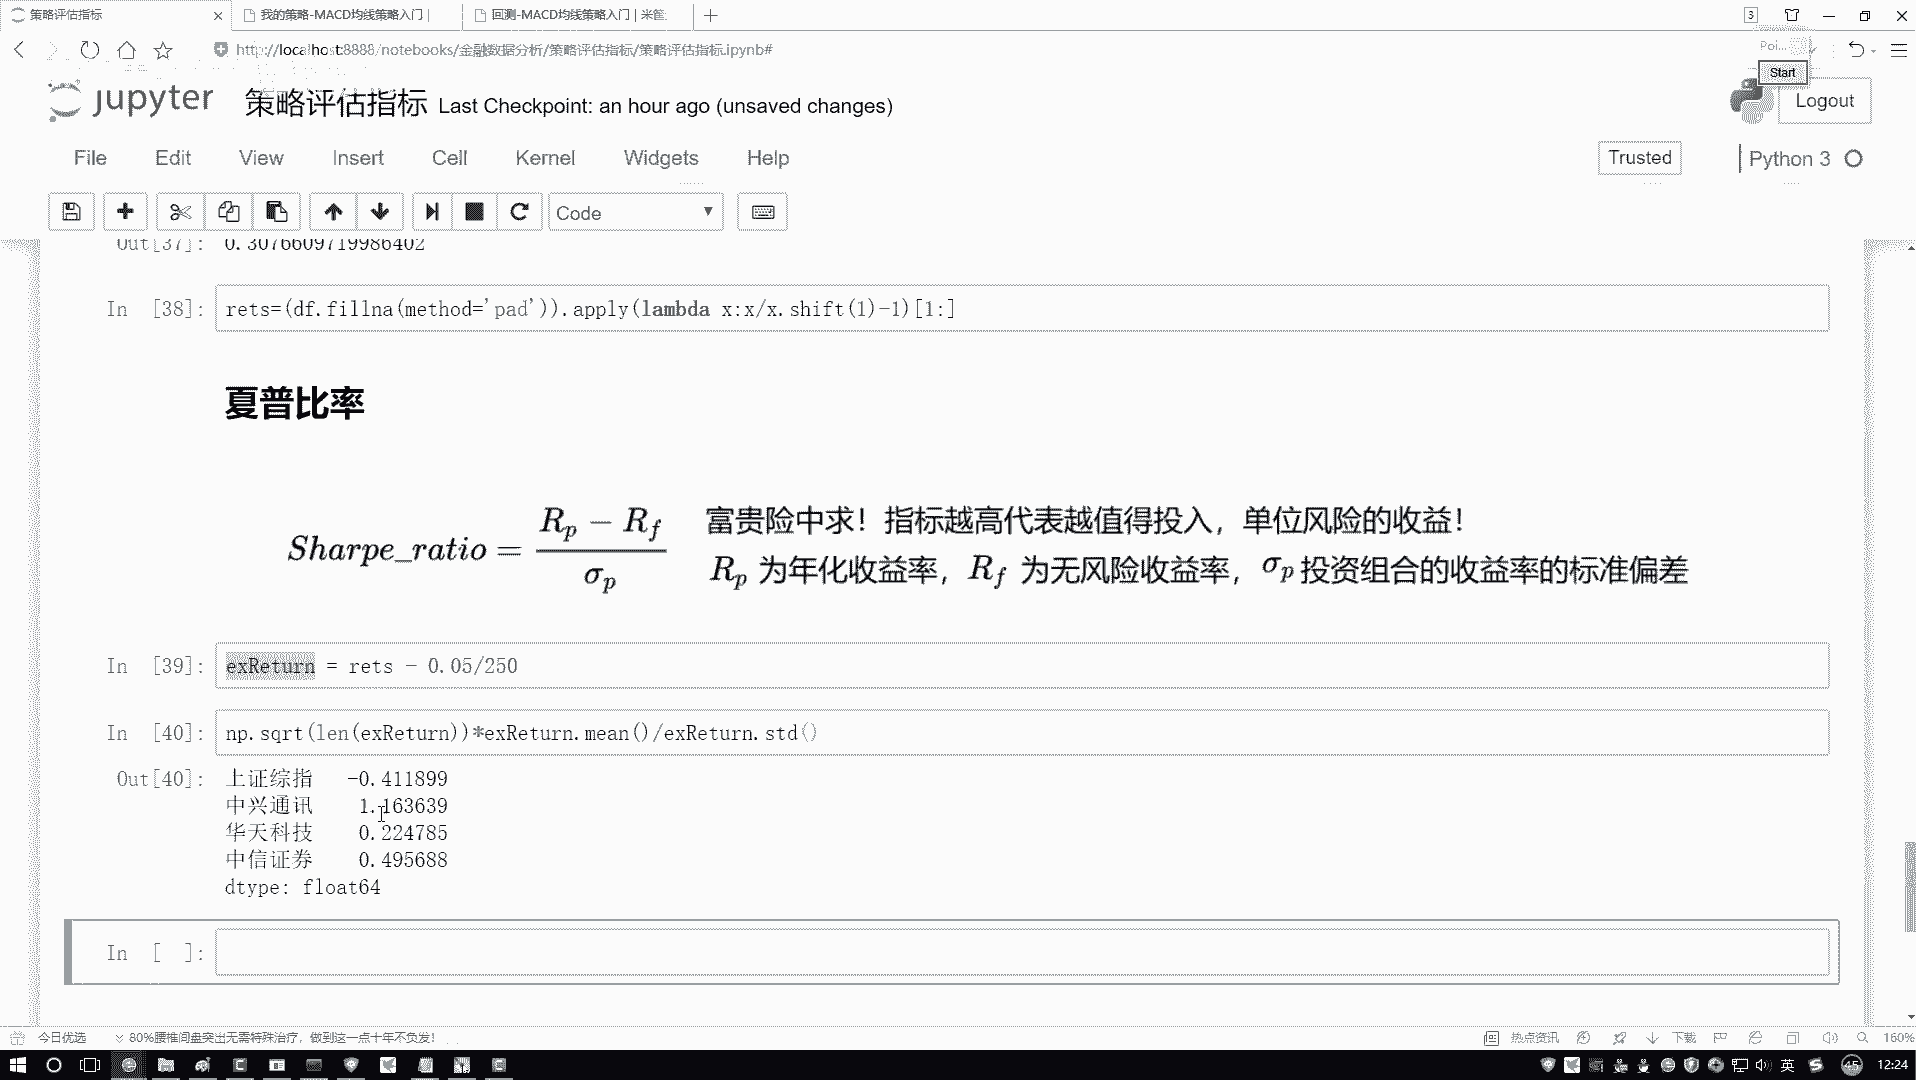 策略评估指标
我的策略-MACD均线策略入门 |
回测-MACD均线策略入门 | 米筐
3
http://localhost:8888/notebooks/金融数据分析/策略评估指标/策略评估指标.ipynb#
Poi...
Start
jupyter 策略评估指标 Last Checkpoint: an hour ago (unsaved changes)
Logout
File Edit View Insert Cell Kernel Widgets Help
Trusted
Python 3
Code
Out[37]: 0.3076609719986402
In [38]: rets=(df.fillna(method='pad')).apply(lambda x:x/x.shift(1)-1)[1:]
夏普比率
Sharpe_ratio = (R_p − R_f) / σ_p
富贵险中求！指标越高代表越值得投入，单位风险的收益！
R_p 为年化收益率，R_f 为无风险收益率，σ_p 投资组合的收益率的标准偏差
In [39]: exReturn = rets - 0.05/250
In [40]: np.sqrt(len(exReturn))*exReturn.mean()/exReturn.std()
Out[40]: 上证综指 -0.411899
中兴通讯 1.163639
华天科技 0.224785
中信证券 0.495688
dtype: float64
In [ ]:
今日优选
80%腰椎间盘突出无需特殊治疗，做到这一点十年不负发！
热点资讯
下载
160%
英
45
12:24